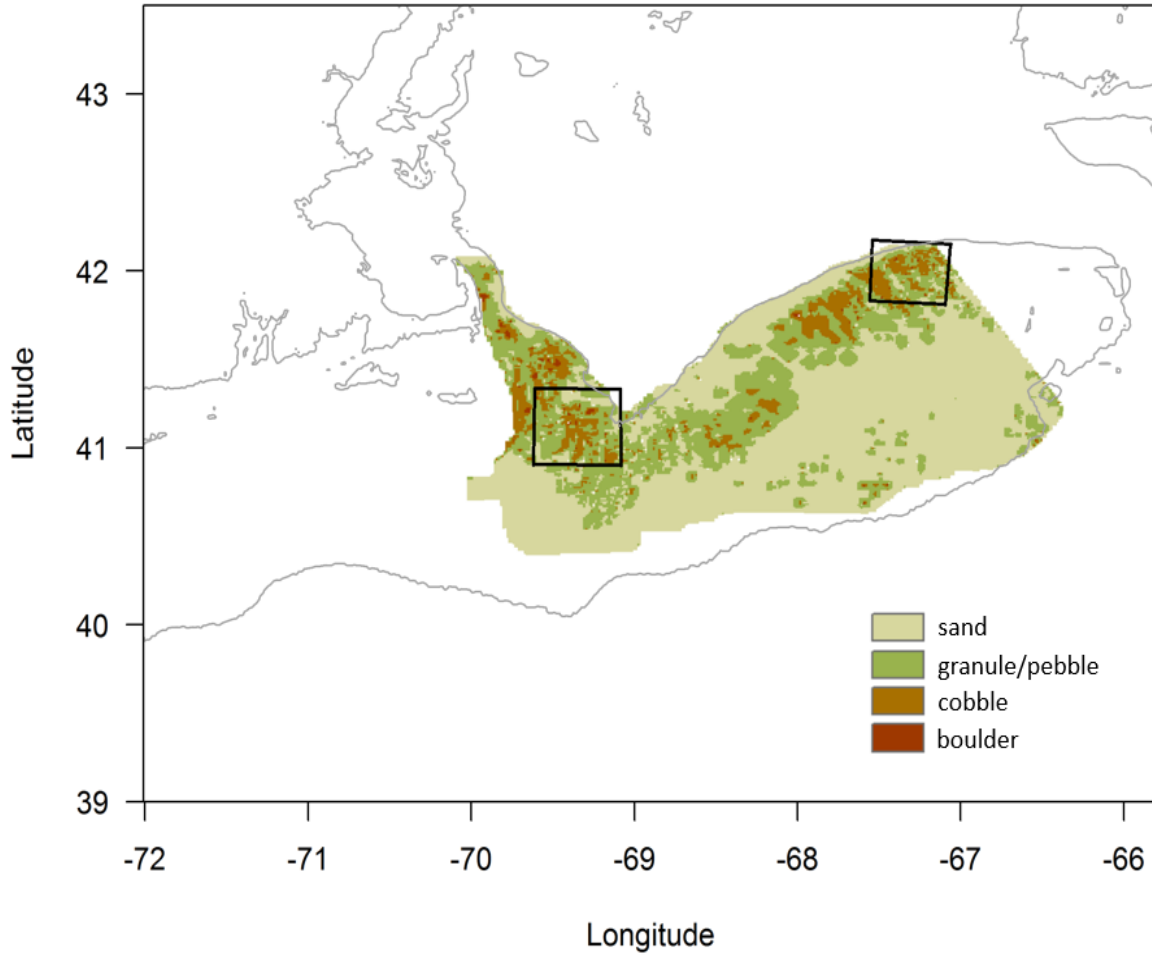 43
42
41
40
39
Latitude
sand
granule/pebble
cobble
boulder
-72 -71 -70 -69 -68 -67 -66
Longitude